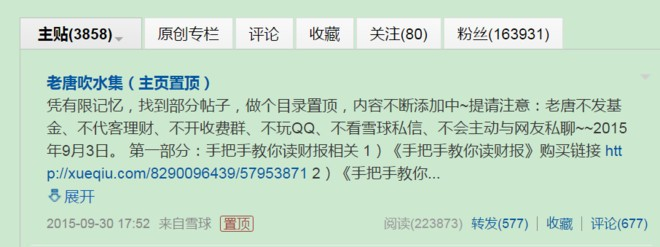 主贴(3858) 原创专栏 评论 收藏 关注(80) 粉丝(163931)
老唐吹水集（主页置顶）
凭有限记忆，找到部分帖子，做个目录置顶，内容不断添加中~提请注意：老唐不发基
金、不代客理财、不开收费群、不玩QQ、不看雪球私信、不会主动与网友私聊~~2015
年9月3日。 第一部分：手把手教你读财报相关 1）《手把手教你读财报》购买链接 htt
p://xueqiu.com/8290096439/57953871 2）《手把手教你...
展开
2015-09-30 17:52 来自雪球 置顶 阅读(223873) 转发(577) 收藏 评论(677)